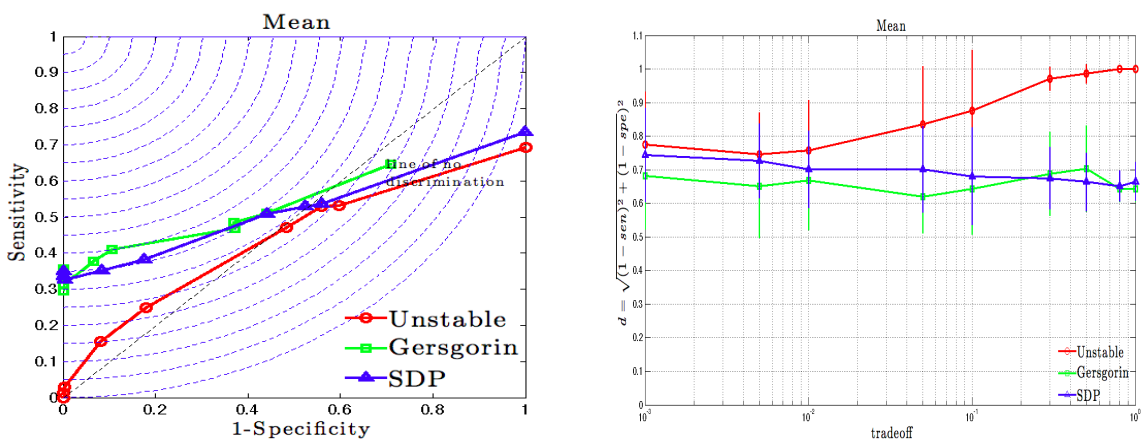 Mean
Sensitivity
1
0.9
0.8
0.7
0.6
0.5
0.4
0.3
0.2
0.1
0
0
0.2
0.4
0.6
0.8
1
1-Specificity
line of no
discrimination
Unstable
Gersgorin
SDP
Mean
d = √(1 − sen)² + (1 − spe)²
1.1
1
0.9
0.8
0.7
0.6
0.5
0.4
0.3
0.2
0.1
0
10⁻³
10⁻²
10⁻¹
10⁰
tradeoff
Unstable
Gersgorin
SDP